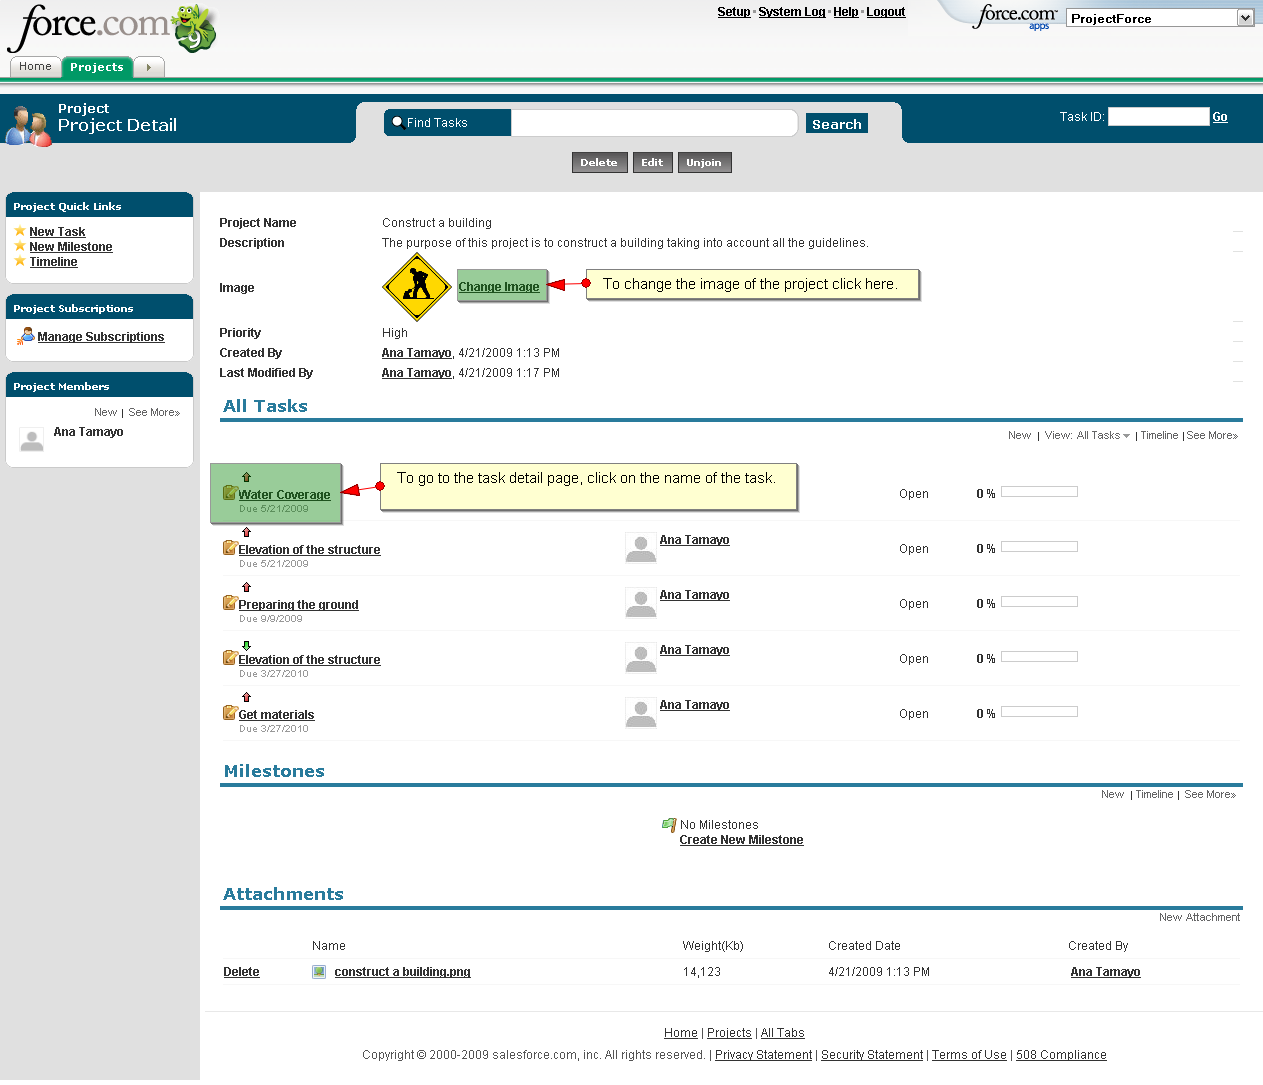 force.com 9
Setup System Log Help Logout
force.com apps
ProjectForce
Home Projects
Project
Project Detail
Find Tasks
Search
Task ID: Go
Delete Edit Unjoin
Project Quick Links
New Task
New Milestone
Timeline
Project Subscriptions
Manage Subscriptions
Project Members
New | See More»
Ana Tamayo
Project Name Construct a building
Description The purpose of this project is to construct a building taking into account all the guidelines.
Image Change Image To change the image of the project click here.
Priority High
Created By Ana Tamayo, 4/21/2009 1:13 PM
Last Modified By Ana Tamayo, 4/21/2009 1:17 PM
All Tasks
New | View: All Tasks | Timeline | See More»
Water Coverage To go to the task detail page, click on the name of the task. Open 0 %
Due 5/21/2009
Elevation of the structure Ana Tamayo Open 0 %
Due 5/21/2009
Preparing the ground Ana Tamayo Open 0 %
Due 9/9/2009
Elevation of the structure Ana Tamayo Open 0 %
Due 3/27/2010
Get materials Ana Tamayo Open 0 %
Due 3/27/2010
Milestones
New | Timeline | See More»
No Milestones
Create New Milestone
Attachments
New Attachment
Name Weight(Kb) Created Date Created By
Delete construct a building.png 14,123 4/21/2009 1:13 PM Ana Tamayo
Home | Projects | All Tabs
Copyright © 2000-2009 salesforce.com, inc. All rights reserved. | Privacy Statement | Security Statement | Terms of Use | 508 Compliance